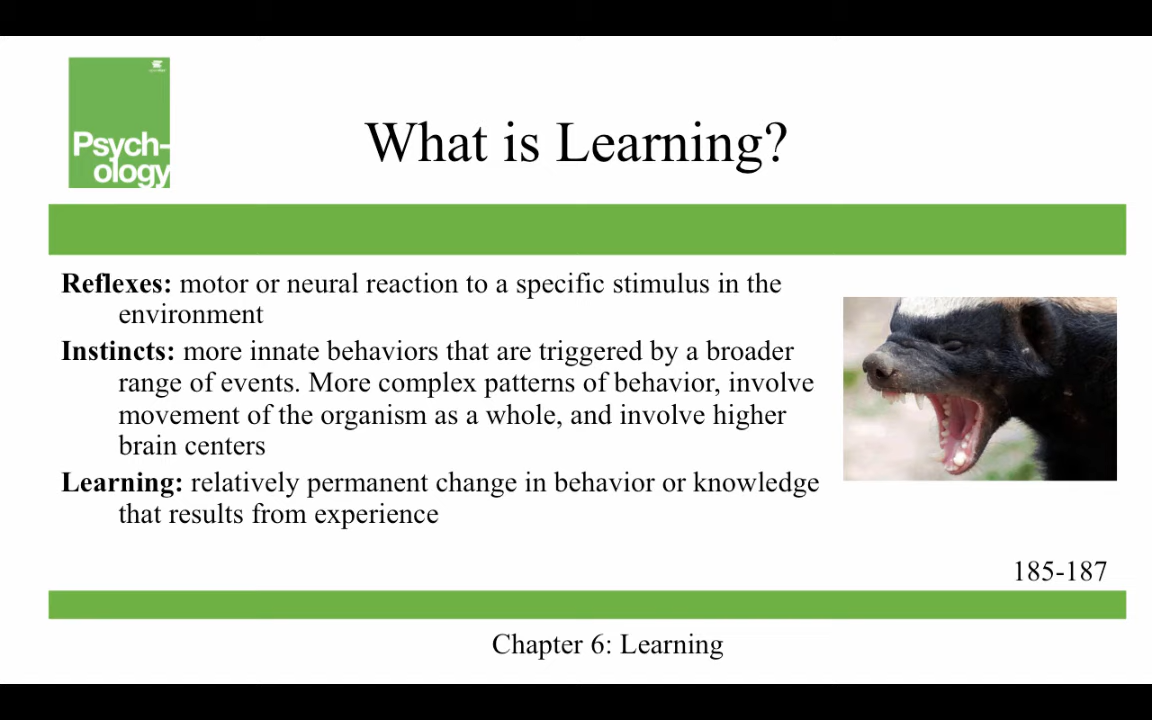 Psych-
ology
What is Learning?
Reflexes: motor or neural reaction to a specific stimulus in the
environment
Instincts: more innate behaviors that are triggered by a broader
range of events. More complex patterns of behavior, involve
movement of the organism as a whole, and involve higher
brain centers
Learning: relatively permanent change in behavior or knowledge
that results from experience
185-187
Chapter 6: Learning